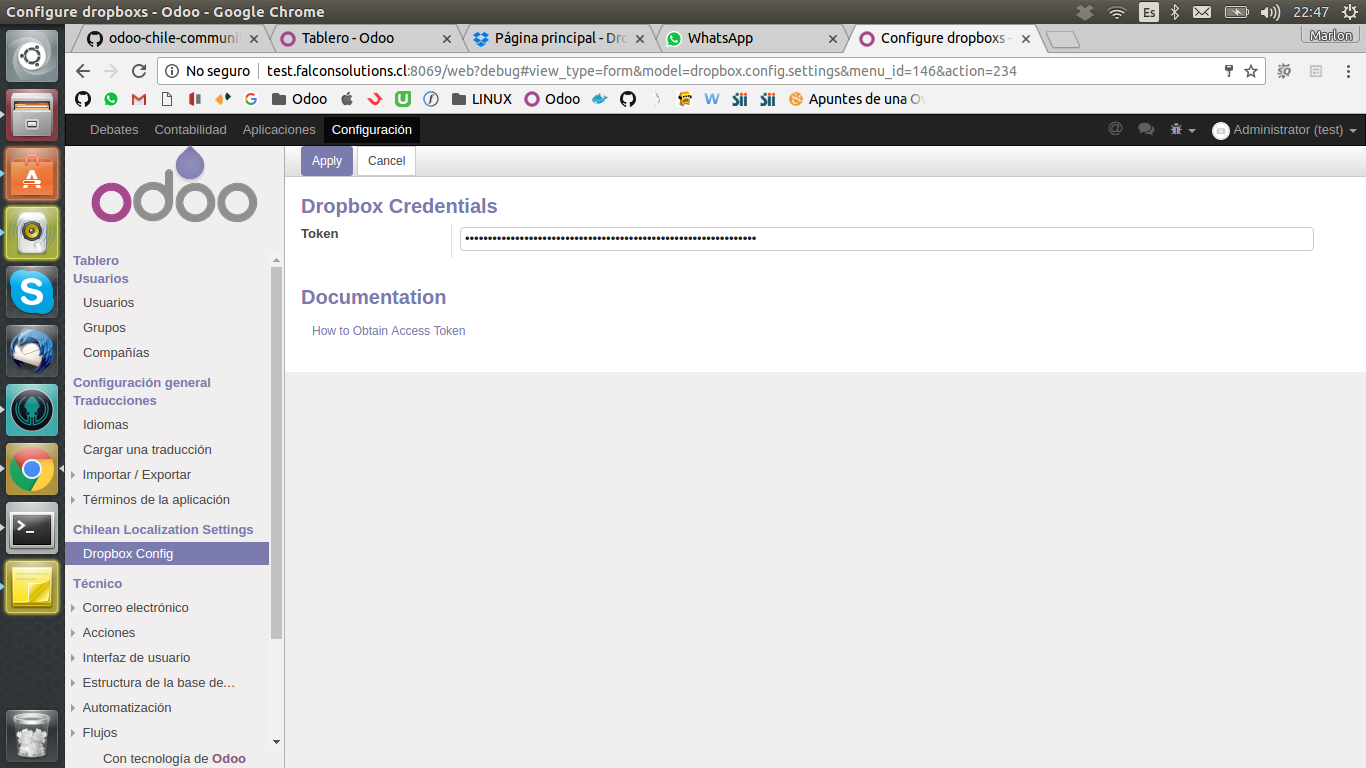 Configure dropboxs - Odoo - Google Chrome
Es
22:47
odoo-chile-communi
Tablero - Odoo
Página principal - Dro
WhatsApp
Configure dropboxs -
Marlon
No seguro
test.falconsolutions.cl:8069/web?debug#view_type=form&model=dropbox.config.settings&menu_id=146&action=234
Odoo
LINUX
Odoo
Apuntes de una O
Debates
Contabilidad
Aplicaciones
Configuración
Administrator (test)
odoo
Apply
Cancel
Dropbox Credentials
Token
••••••••••••••••••••••••••••••••••••••••••••••••••••••••••••••••
Documentation
How to Obtain Access Token
Tablero
Usuarios
Usuarios
Grupos
Compañías
Configuración general
Traducciones
Idiomas
Cargar una traducción
Importar / Exportar
Términos de la aplicación
Chilean Localization Settings
Dropbox Config
Técnico
Correo electrónico
Acciones
Interfaz de usuario
Estructura de la base de...
Automatización
Flujos
Con tecnología de Odoo